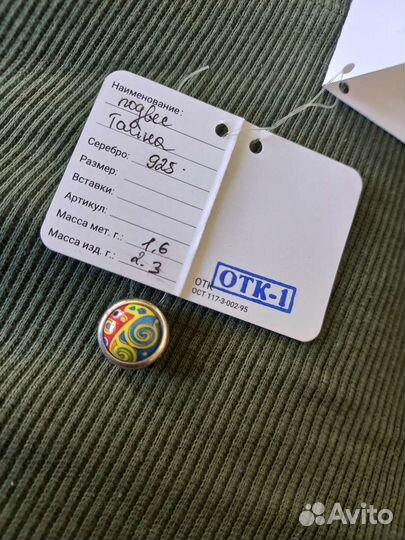 Наименование:
подвес
Тайна
Серебро: 925.
Размер:
Вставки:
Артикул:
Масса мет. г.: 1.6
Масса изд. г.: 2.3
ОТК ОТК-1
ОСТ 117-3-002-95
Avito